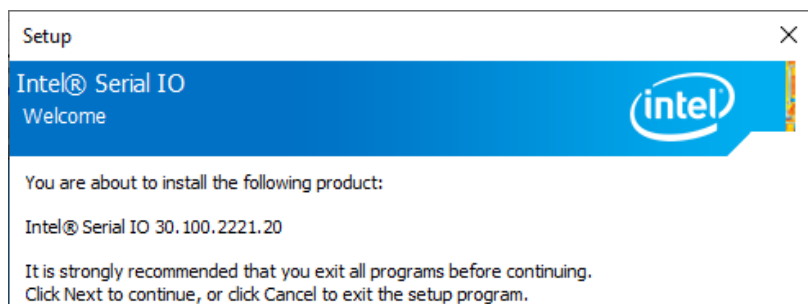 Setup
Intel® Serial IO
Welcome
intel
You are about to install the following product:
Intel® Serial IO 30.100.2221.20
It is strongly recommended that you exit all programs before continuing.
Click Next to continue, or click Cancel to exit the setup program.